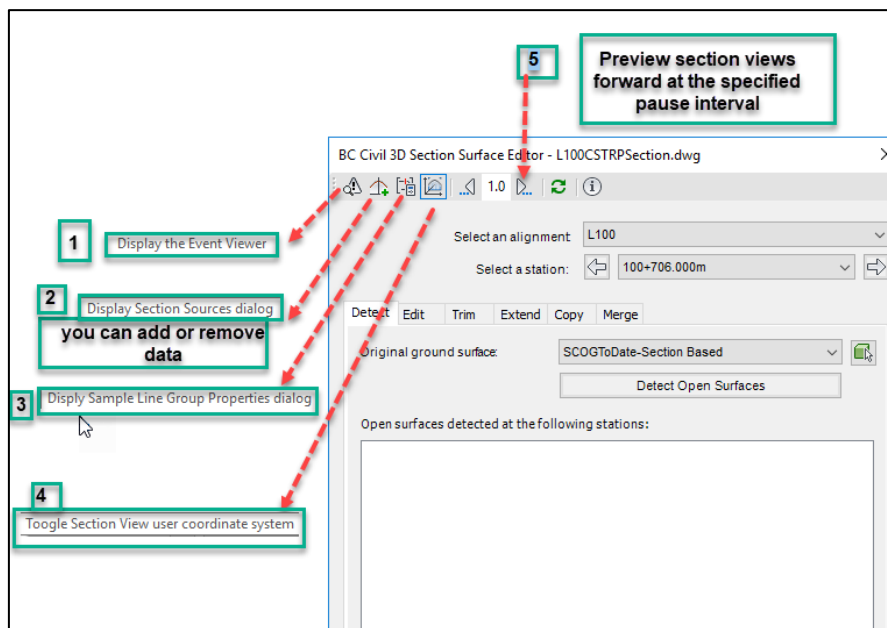 5
Preview section views
forward at the specified
pause interval
BC Civil 3D Section Surface Editor - L100CSTRPSection.dwg
1.0
1
Display the Event Viewer
Select an alignment L100
Select a station: 100+706.000m
2
Display Section Sources dialog
you can add or remove
data
Detect Edit Trim Extend Copy Merge
Original ground surface: SCOGToDate-Section Based
Detect Open Surfaces
3
Disply Sample Line Group Properties dialog
Open surfaces detected at the following stations:
4
Toogle Section View user coordinate system